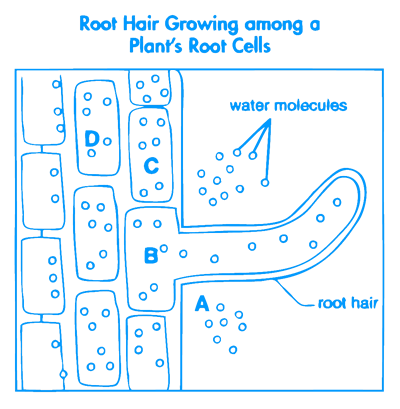 Root Hair Growing among a
Plant's Root Cells
water molecules
D
C
B
A
root hair